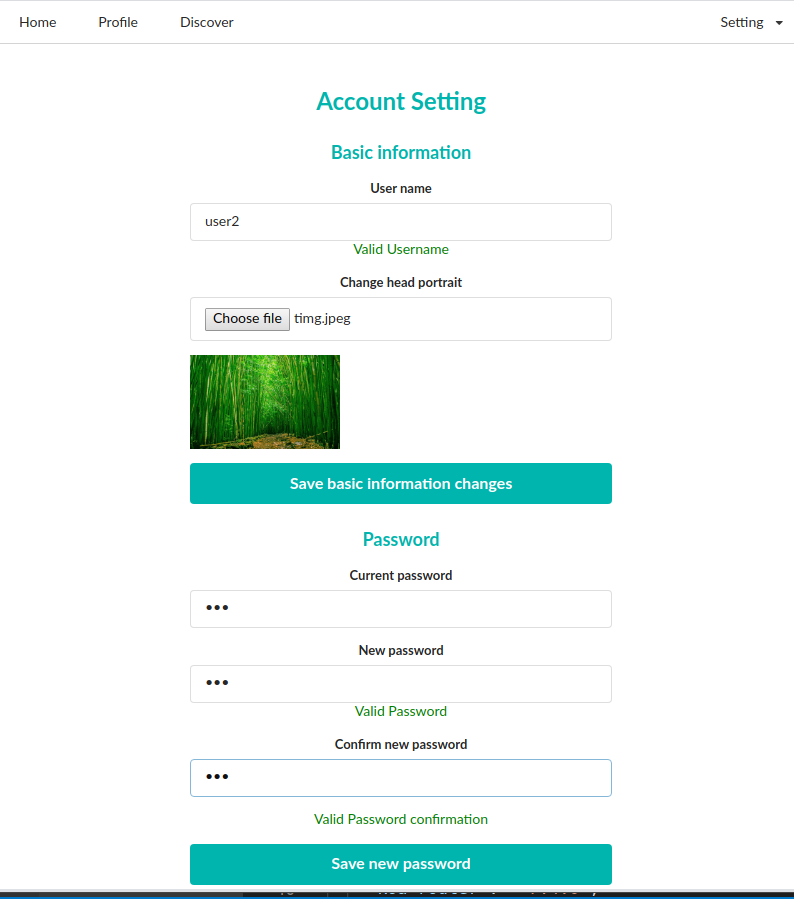 Home Profile Discover Setting
Account Setting
Basic information
User name
user2
Valid Username
Change head portrait
Choose file timg.jpeg
Save basic information changes
Password
Current password
•••
New password
•••
Valid Password
Confirm new password
•••
Valid Password confirmation
Save new password